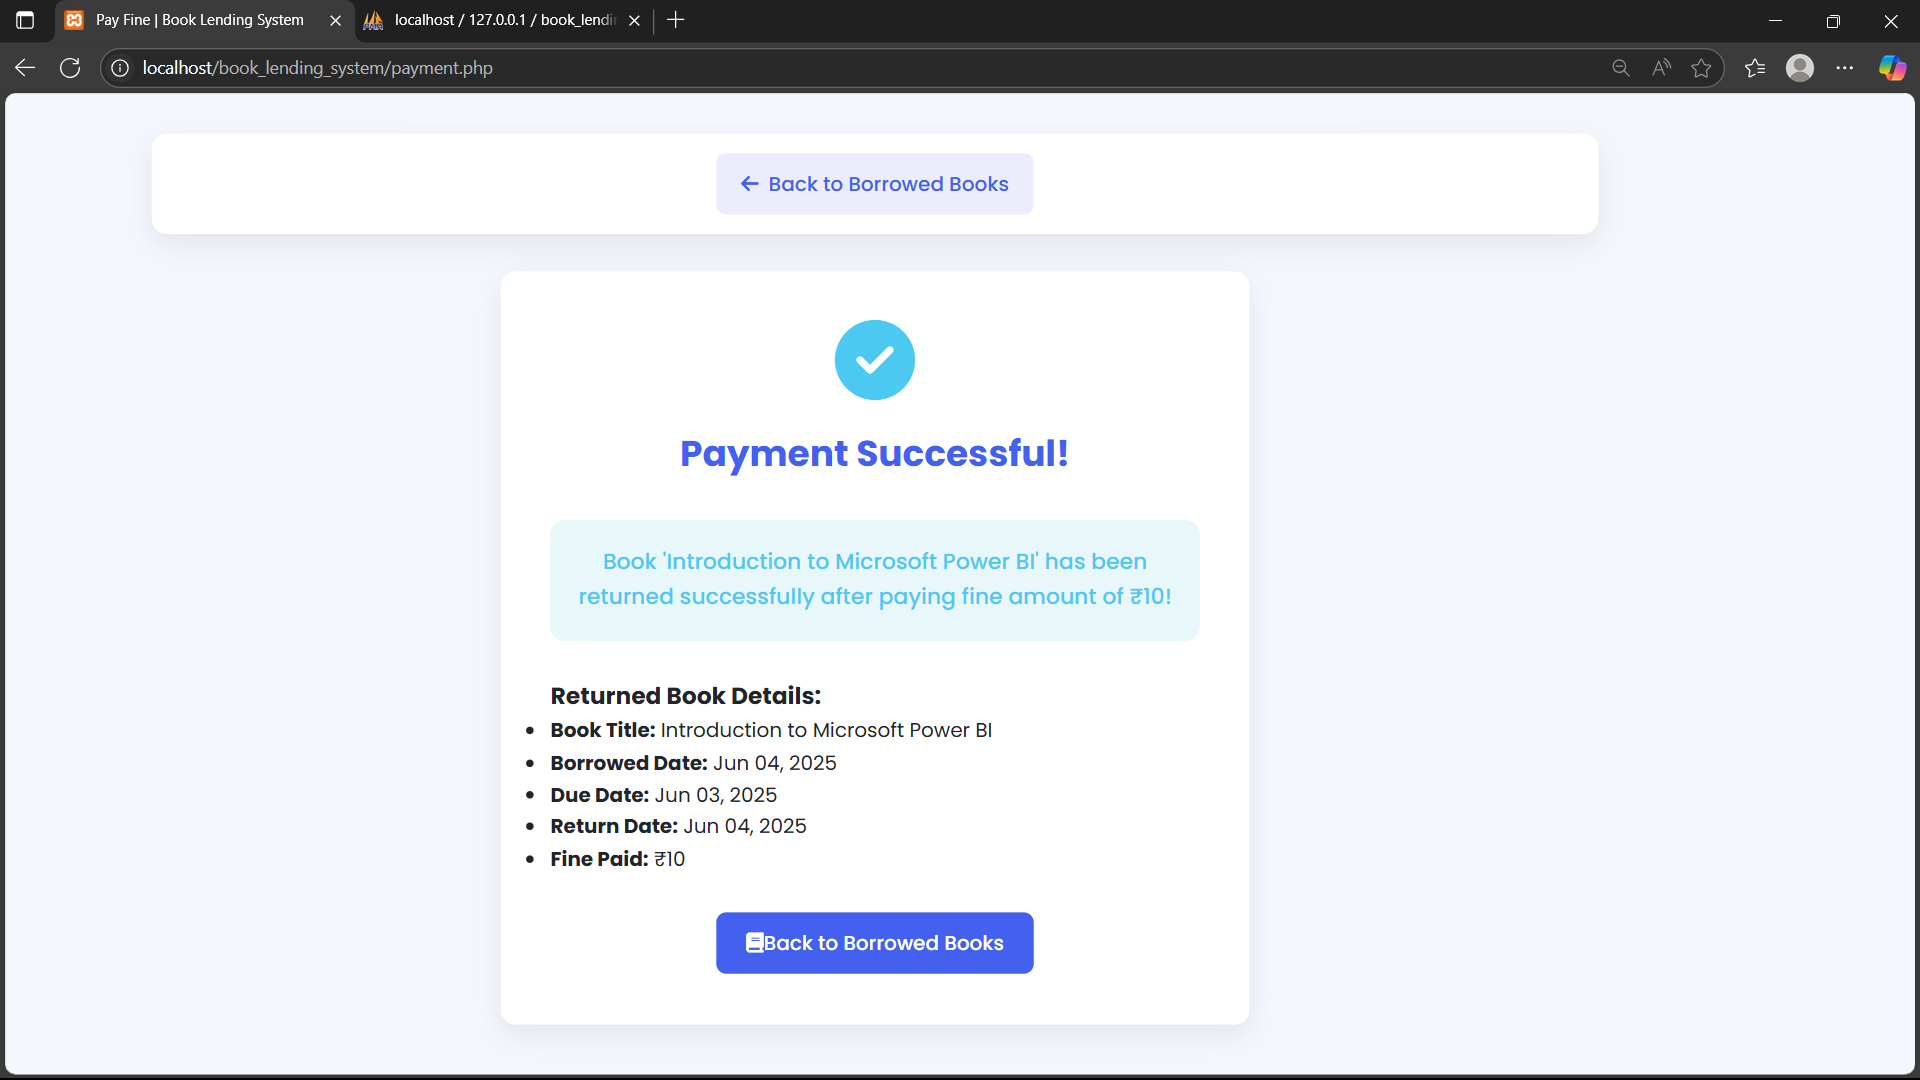 Pay Fine | Book Lending System
localhost / 127.0.0.1 / book_lendi
localhost/book_lending_system/payment.php
Back to Borrowed Books
Payment Successful!
Book 'Introduction to Microsoft Power BI' has been
returned successfully after paying fine amount of ₹10!
Returned Book Details:
• Book Title: Introduction to Microsoft Power BI
• Borrowed Date: Jun 04, 2025
• Due Date: Jun 03, 2025
• Return Date: Jun 04, 2025
• Fine Paid: ₹10
Back to Borrowed Books